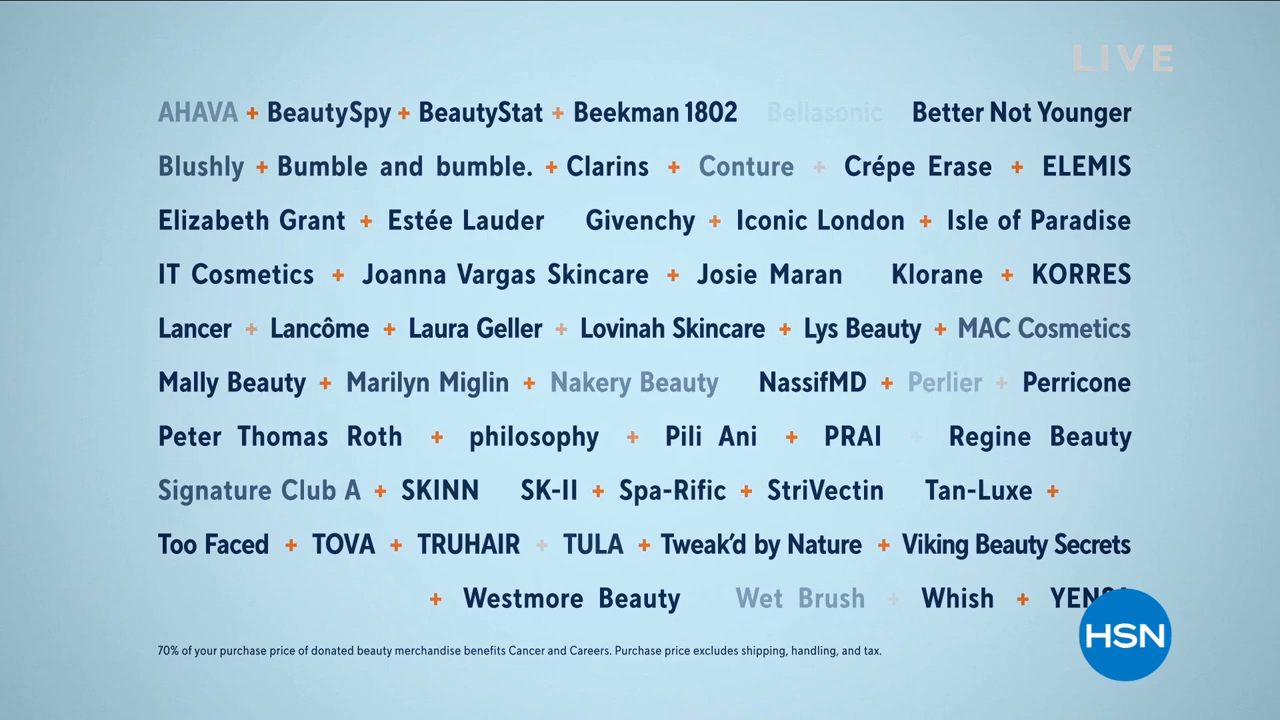 LIVE
AHAVA + BeautySpy + BeautyStat + Beekman 1802 Bellasonic Better Not Younger
Blushly + Bumble and bumble. + Clarins + Conture + Crépe Erase + ELEMIS
Elizabeth Grant + Estée Lauder Givenchy + Iconic London + Isle of Paradise
IT Cosmetics + Joanna Vargas Skincare + Josie Maran Klorane + KORRES
Lancer + Lancôme + Laura Geller + Lovinah Skincare + Lys Beauty + MAC Cosmetics
Mally Beauty + Marilyn Miglin + Nakery Beauty NassifMD + Perlier + Perricone
Peter Thomas Roth + philosophy + Pili Ani + PRAI + Regine Beauty
Signature Club A + SKINN SK-II + Spa-Rific + StriVectin Tan-Luxe +
Too Faced + TOVA + TRUHAIR + TULA + Tweak'd by Nature + Viking Beauty Secrets
+ Westmore Beauty Wet Brush + Whish +
HSN
70% of your purchase price of donated beauty merchandise benefits Cancer and Careers. Purchase price excludes shipping, handling, and tax.